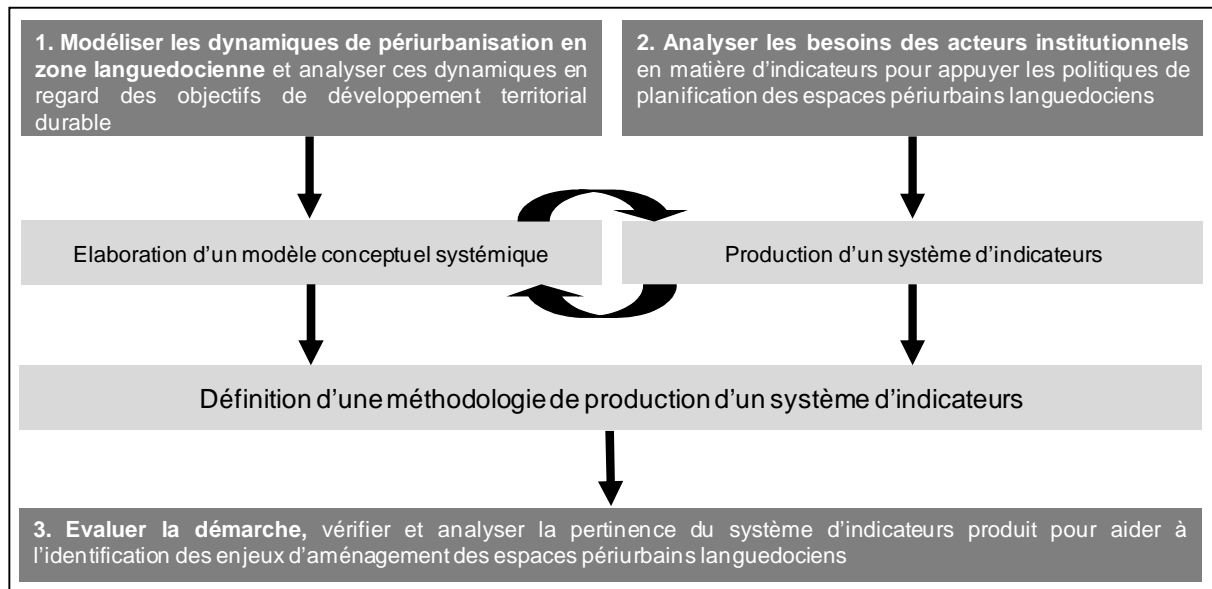 1. Modéliser les dynamiques de périurbanisation en
zone languedocienne et analyser ces dynamiques en
regard des objectifs de développement territorial
durable
2. Analyser les besoins des acteurs institutionnels
en matière d'indicateurs pour appuyer les politiques de
planification des espaces périurbains languedociens
Elaboration d'un modèle conceptuel systémique
Production d'un système d'indicateurs
Définition d'une méthodologie de production d'un système d'indicateurs
3. Evaluer la démarche, vérifier et analyser la pertinence du système d'indicateurs produit pour aider à
l'identification des enjeux d'aménagement des espaces périurbains languedociens